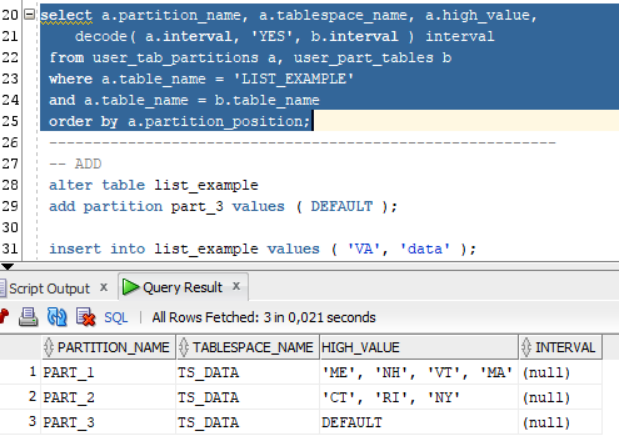 20 select a.partition_name, a.tablespace_name, a.high_value,
21 decode( a.interval, 'YES', b.interval ) interval
22 from user_tab_partitions a, user_part_tables b
23 where a.table_name = 'LIST_EXAMPLE'
24 and a.table_name = b.table_name
25 order by a.partition_position;
26 ----------------------------------------------------------
27 -- ADD
28 alter table list_example
29 add partition part_3 values ( DEFAULT );
30
31 insert into list_example values ( 'VA', 'data' );
Script Output x Query Result x
SQL | All Rows Fetched: 3 in 0,021 seconds
PARTITION_NAME TABLESPACE_NAME HIGH_VALUE INTERVAL
1 PART_1 TS_DATA 'ME', 'NH', 'VT', 'MA' (null)
2 PART_2 TS_DATA 'CT', 'RI', 'NY' (null)
3 PART_3 TS_DATA DEFAULT (null)